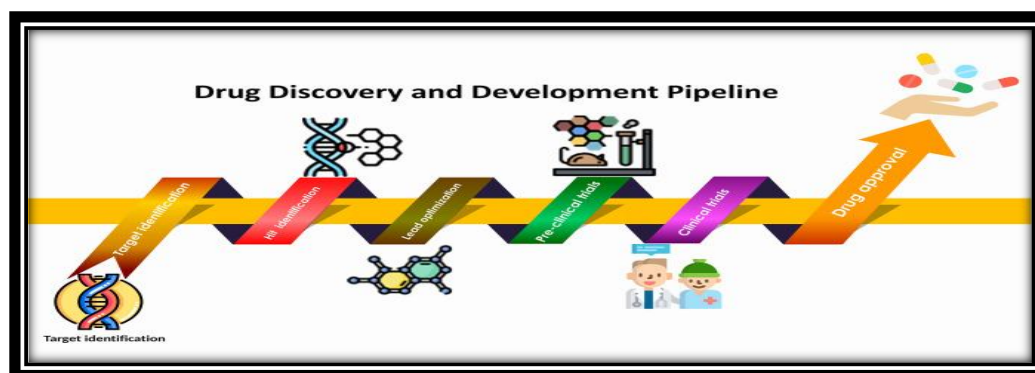 Drug Discovery and Development Pipeline
Target identification
Hit identification
Lead optimization
Pre-clinical trials
Clinical trials
Drug approval
Target identification